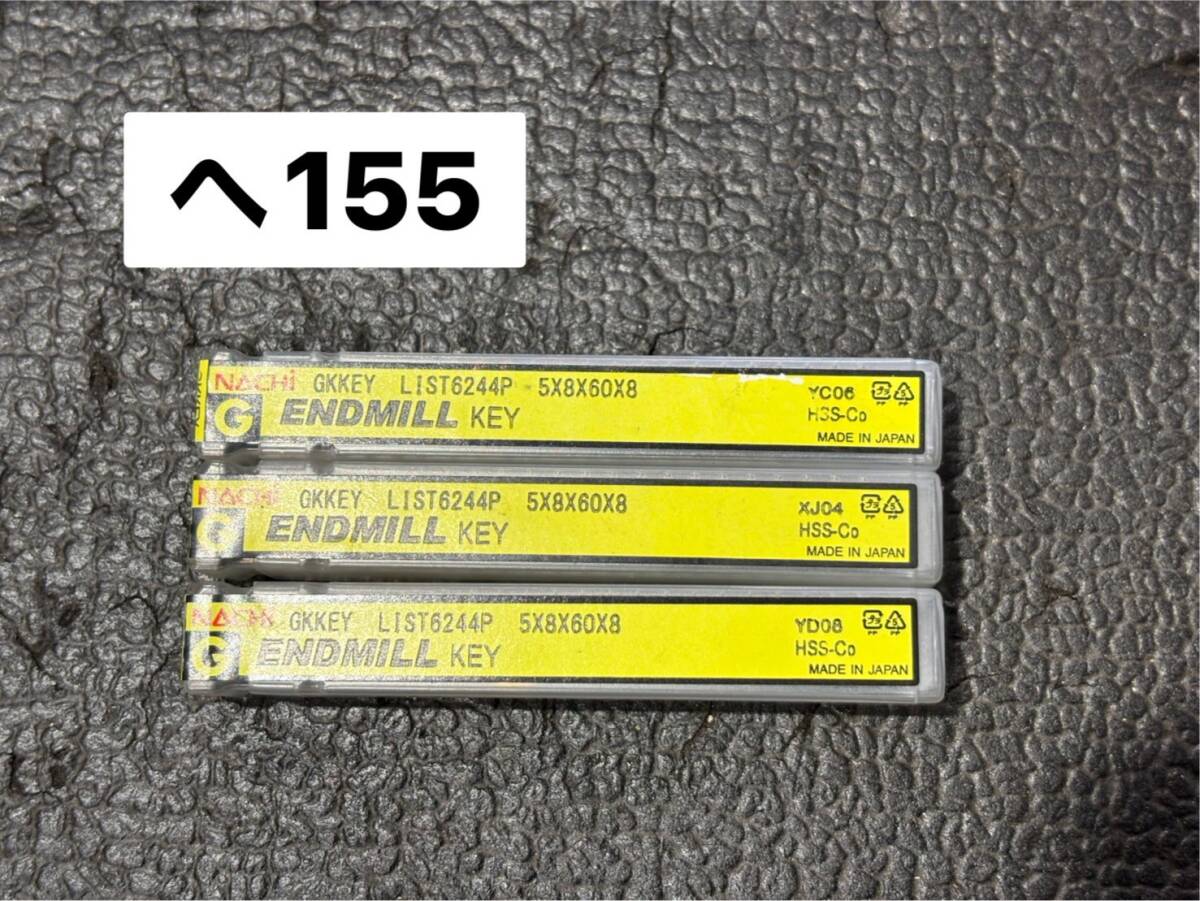 へ155
NACHi GKKEY LIST6244P 5X8X60X8 YC06
G ENDMILL KEY HSS-Co
MADE IN JAPAN
NACHi GKKEY LIST6244P 5X8X60X8 XJ04
G ENDMILL KEY HSS-Co
MADE IN JAPAN
NACHi GKKEY LIST6244P 5X8X60X8 YD08
G ENDMILL KEY HSS-Co
MADE IN JAPAN